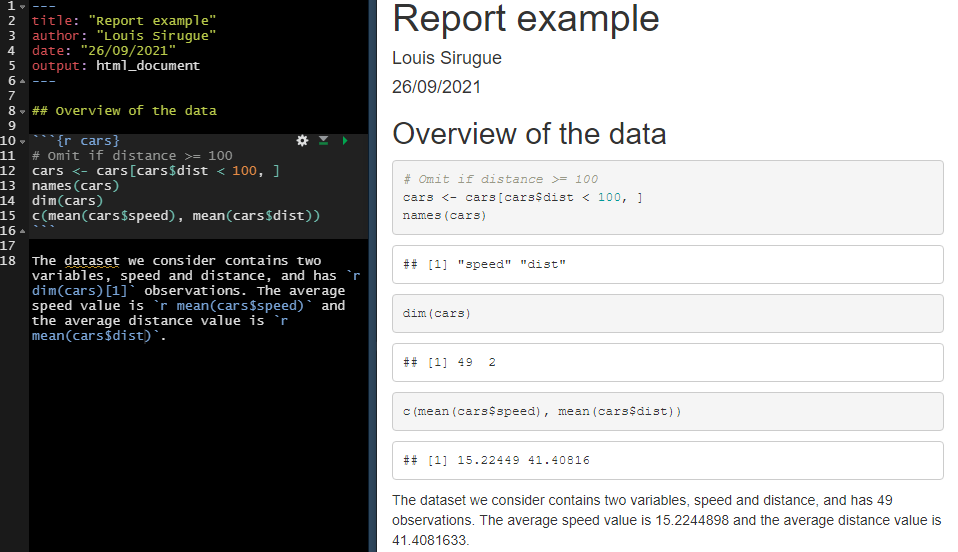 1 ---
2 title: "Report example"
3 author: "Louis Sirugue"
4 date: "26/09/2021"
5 output: html_document
6 ---
7
8 ## Overview of the data
9
10 ```{r cars}
11 # Omit if distance >= 100
12 cars <- cars[cars$dist < 100, ]
13 names(cars)
14 dim(cars)
15 c(mean(cars$speed), mean(cars$dist))
16 ```
17
18 The dataset we consider contains two
variables, speed and distance, and has `r
dim(cars)[1]` observations. The average
speed value is `r mean(cars$speed)` and
the average distance value is `r
mean(cars$dist)`.
Report example
Louis Sirugue
26/09/2021
Overview of the data
# Omit if distance >= 100
cars <- cars[cars$dist < 100, ]
names(cars)
## [1] "speed" "dist"
dim(cars)
## [1] 49  2
c(mean(cars$speed), mean(cars$dist))
## [1] 15.22449 41.40816
The dataset we consider contains two variables, speed and distance, and has 49
observations. The average speed value is 15.2244898 and the average distance value is
41.4081633.